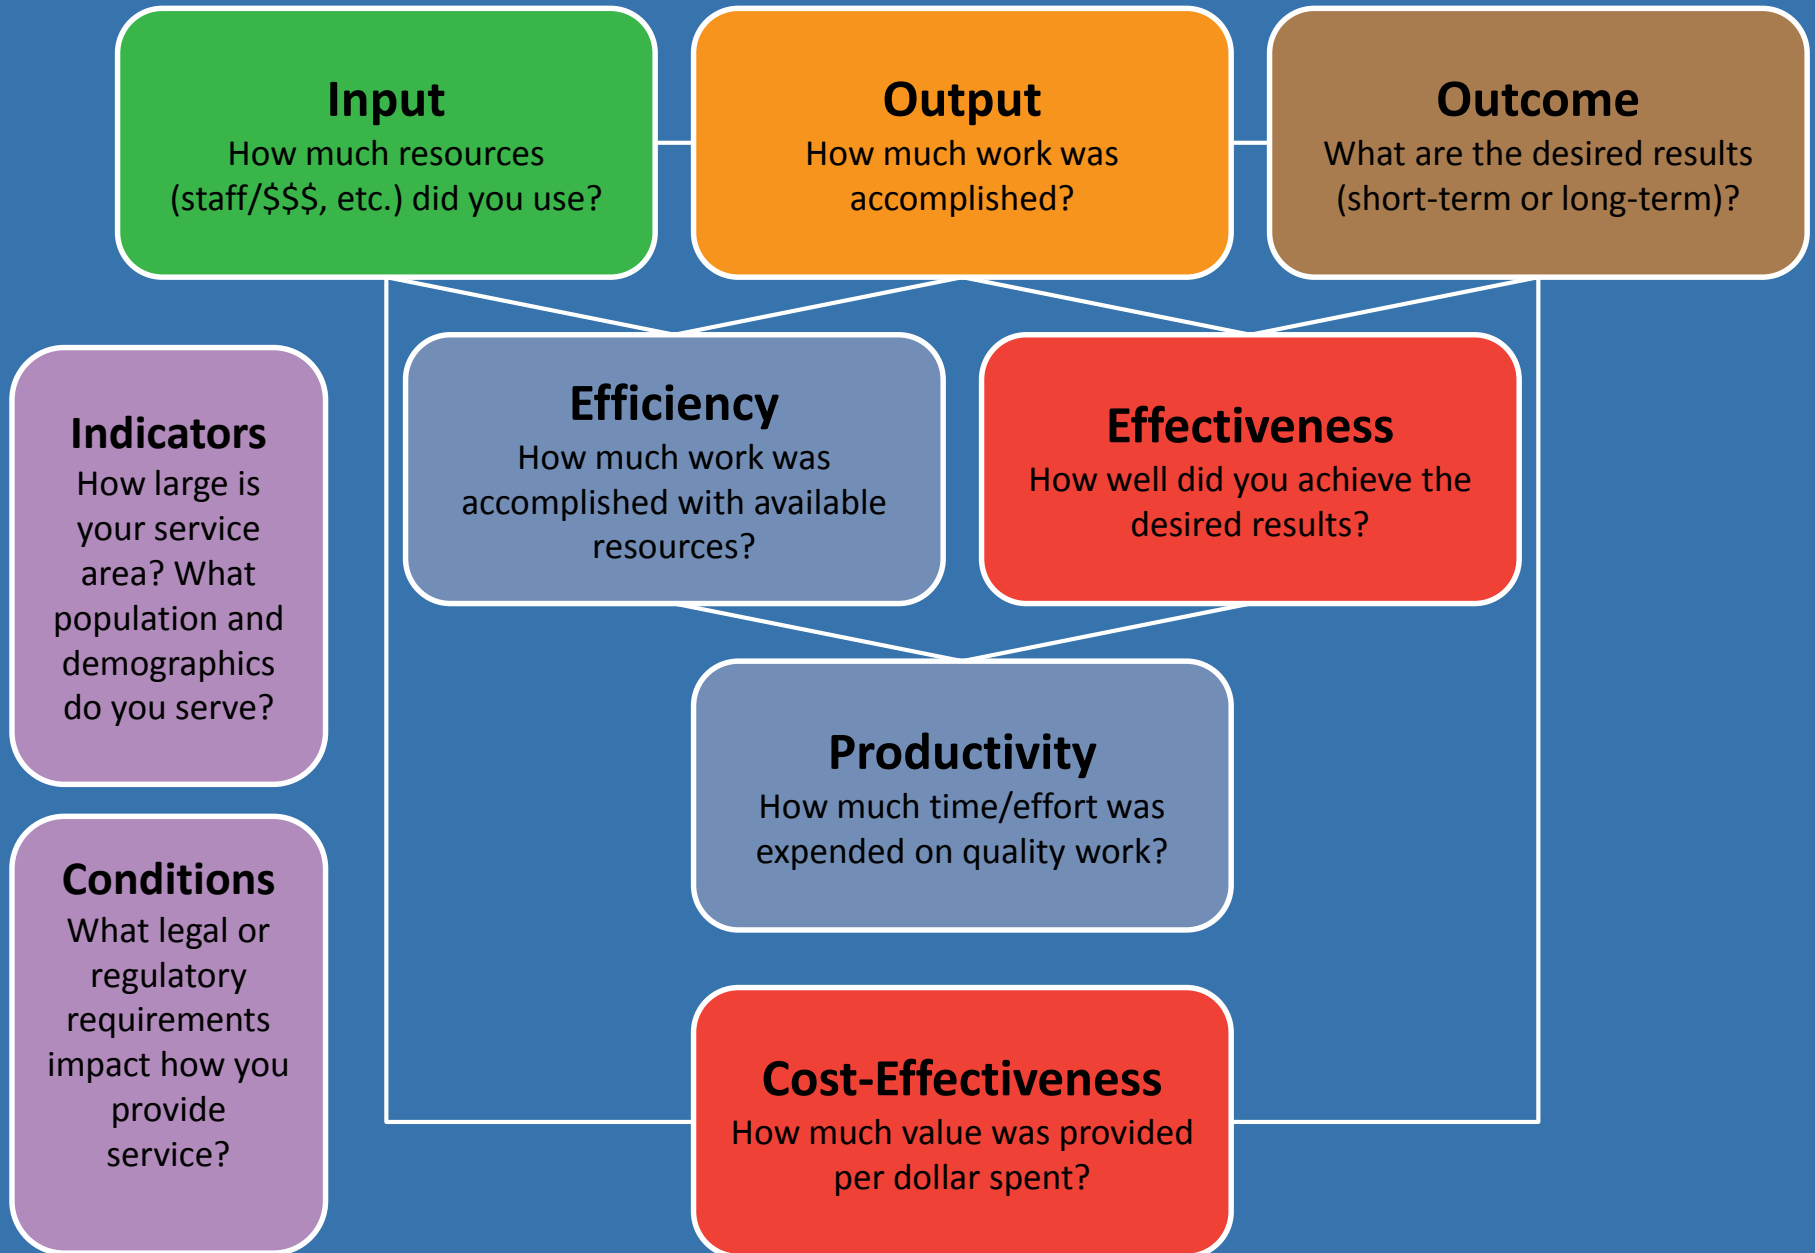 Input
How much resources
(staff/$$$, etc.) did you use?
Output
How much work was
accomplished?
Outcome
What are the desired results
(short-term or long-term)?
Indicators
How large is
your service
area? What
population and
demographics
do you serve?
Efficiency
How much work was
accomplished with available
resources?
Effectiveness
How well did you achieve the
desired results?
Productivity
How much time/effort was
expended on quality work?
Conditions
What legal or
regulatory
requirements
impact how you
provide
service?
Cost-Effectiveness
How much value was provided
per dollar spent?